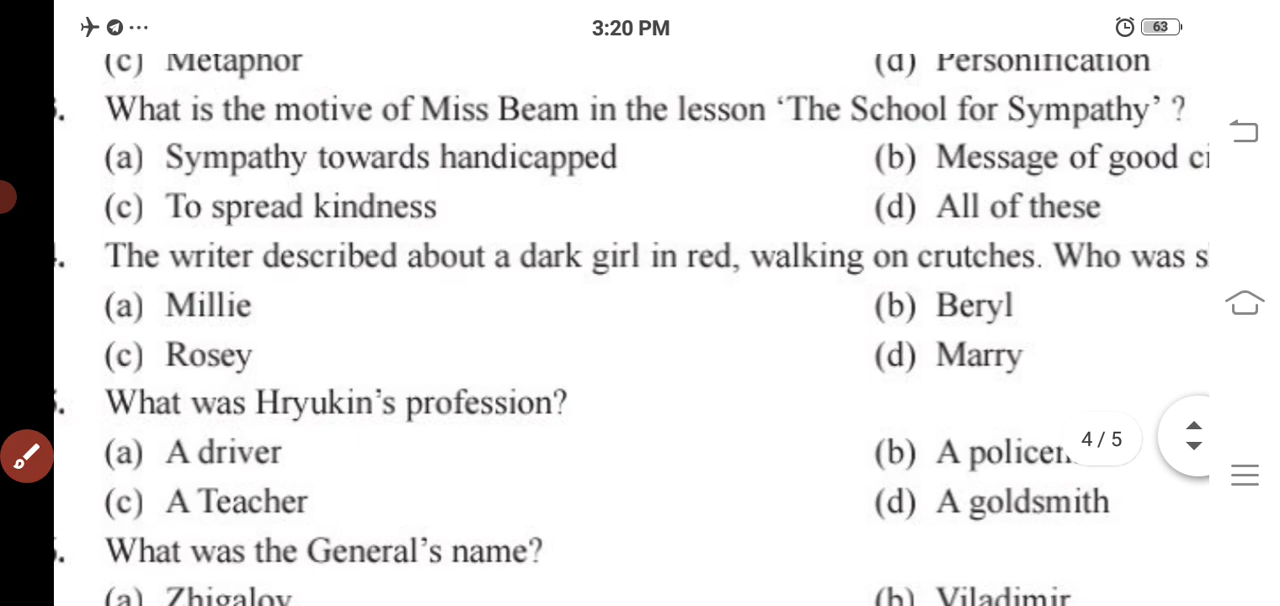 3:20 PM
63
(c) Metaphor (d) Personification
. What is the motive of Miss Beam in the lesson ‘The School for Sympathy’ ?
(a) Sympathy towards handicapped (b) Message of good
(c) To spread kindness (d) All of these
. The writer described about a dark girl in red, walking on crutches. Who was
(a) Millie (b) Beryl
(c) Rosey (d) Marry
. What was Hryukin’s profession?
(a) A driver (b) A
4 / 5
(c) A Teacher (d) A goldsmith
. What was the General’s name?
(a) Zhigalov (b) Viladimir